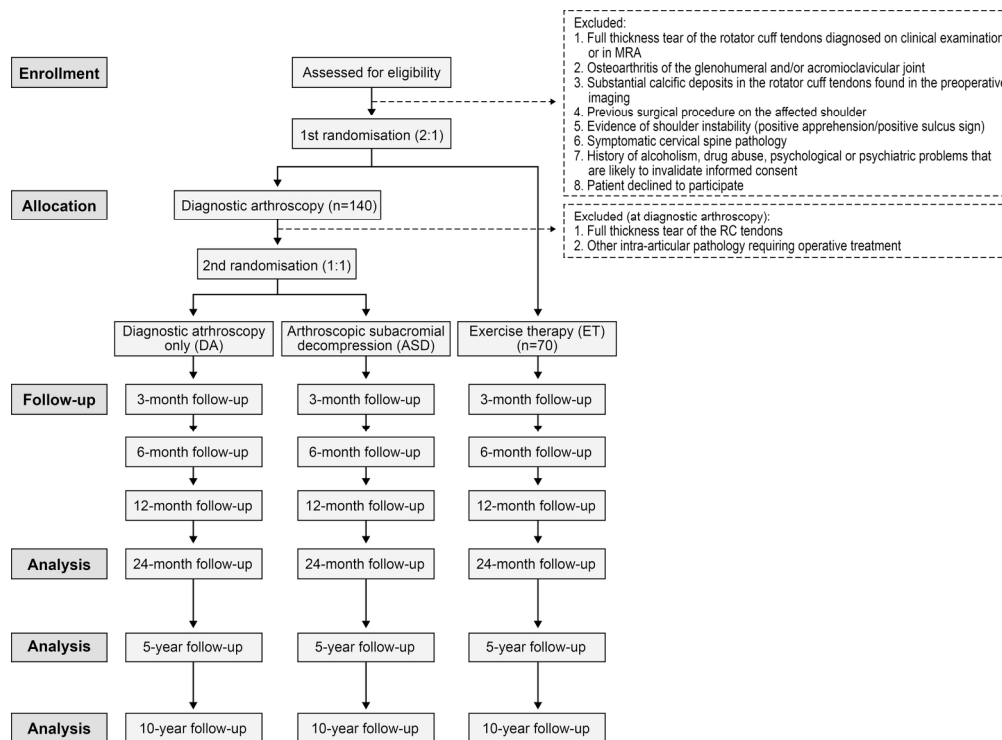 Enrollment
Assessed for eligibility
Excluded:
1. Full thickness tear of the rotator cuff tendons diagnosed on clinical examination
or in MRA
2. Osteoarthritis of the glenohumeral and/or acromioclavicular joint
3. Substantial calcific deposits in the rotator cuff tendons found in the preoperative
imaging
4. Previous surgical procedure on the affected shoulder
5. Evidence of shoulder instability (positive apprehension/positive sulcus sign)
6. Symptomatic cervical spine pathology
7. History of alcoholism, drug abuse, psychological or psychiatric problems that
are likely to invalidate informed consent
8. Patient declined to participate
1st randomisation (2:1)
Allocation
Diagnostic arthroscopy (n=140)
Excluded (at diagnostic arthroscopy):
1. Full thickness tear of the RC tendons
2. Other intra-articular pathology requiring operative treatment
2nd randomisation (1:1)
Diagnostic atrhroscopy
only (DA)
Arthroscopic subacromial
decompression (ASD)
Exercise therapy (ET)
(n=70)
Follow-up
3-month follow-up
3-month follow-up
3-month follow-up
6-month follow-up
6-month follow-up
6-month follow-up
12-month follow-up
12-month follow-up
12-month follow-up
Analysis
24-month follow-up
24-month follow-up
24-month follow-up
Analysis
5-year follow-up
5-year follow-up
5-year follow-up
Analysis
10-year follow-up
10-year follow-up
10-year follow-up